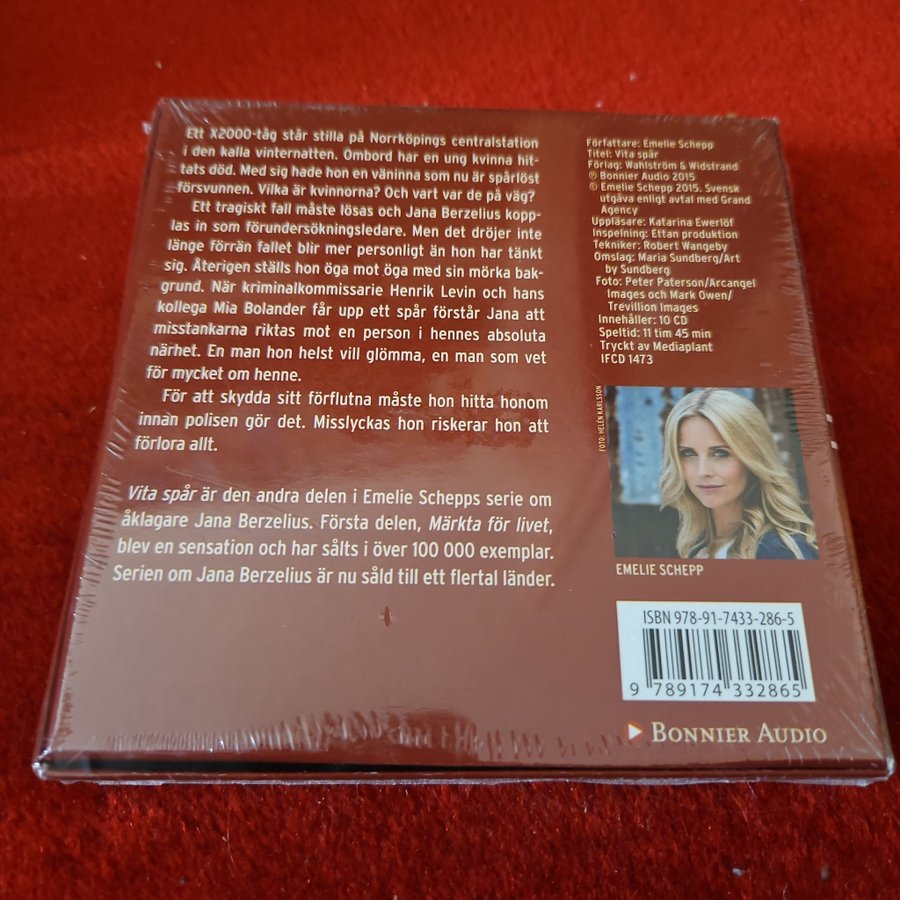 Ett X2000-tåg står stilla på Norrköpings centralstation
i den kalla vinternatten. Ombord har en ung kvinna hit-
tats död. Med sig hade hon en väninna som nu är spårlöst
försvunnen. Vilka är kvinnorna? Och vart var de på väg?
Ett tragiskt fall måste lösas och Jana Berzelius kopp-
las in som förundersökningsledare. Men det dröjer inte
länge förrän fallet blir mer personligt än hon har tänkt
sig. Återigen ställs hon öga mot öga med sin mörka bak-
grund. När kriminalkommissarie Henrik Levin och hans
kollega Mia Bolander får upp ett spår förstår Jana att
misstankarna riktas mot en person i hennes absoluta
närhet. En man hon helst vill glömma, en man som vet
för mycket om henne.
För att skydda sitt förflutna måste hon hitta honom
innan polisen gör det. Misslyckas hon riskerar hon att
förlora allt.
Vita spår är den andra delen i Emelie Schepps serie om
åklagare Jana Berzelius. Första delen, Märkta för livet,
blev en sensation och har sålts i över 100 000 exemplar.
Serien om Jana Berzelius är nu såld till ett flertal länder.
Författare: Emelie Schepp
Titel: Vita spår
Förlag: Wahlström & Widstrand
℗ Bonnier Audio 2015
© Emelie Schepp 2015. Svensk
utgåva enligt avtal med Grand
Agency
Uppläsare: Katarina Ewerlöf
Inspelning: Ettan produktion
Tekniker: Robert Wangeby
Omslag: Maria Sundberg/Art
by Sundberg
Foto: Peter Paterson/Arcangel
Images och Mark Owen/
Trevillion Images
Innehåller: 10 CD
Speltid: 11 tim 45 min
Tryckt av Mediaplant
IFCD 1473
FOTO: HELÉN KARLSSON
EMELIE SCHEPP
ISBN 978-91-7433-286-5
9 789174 332865
BONNIER AUDIO